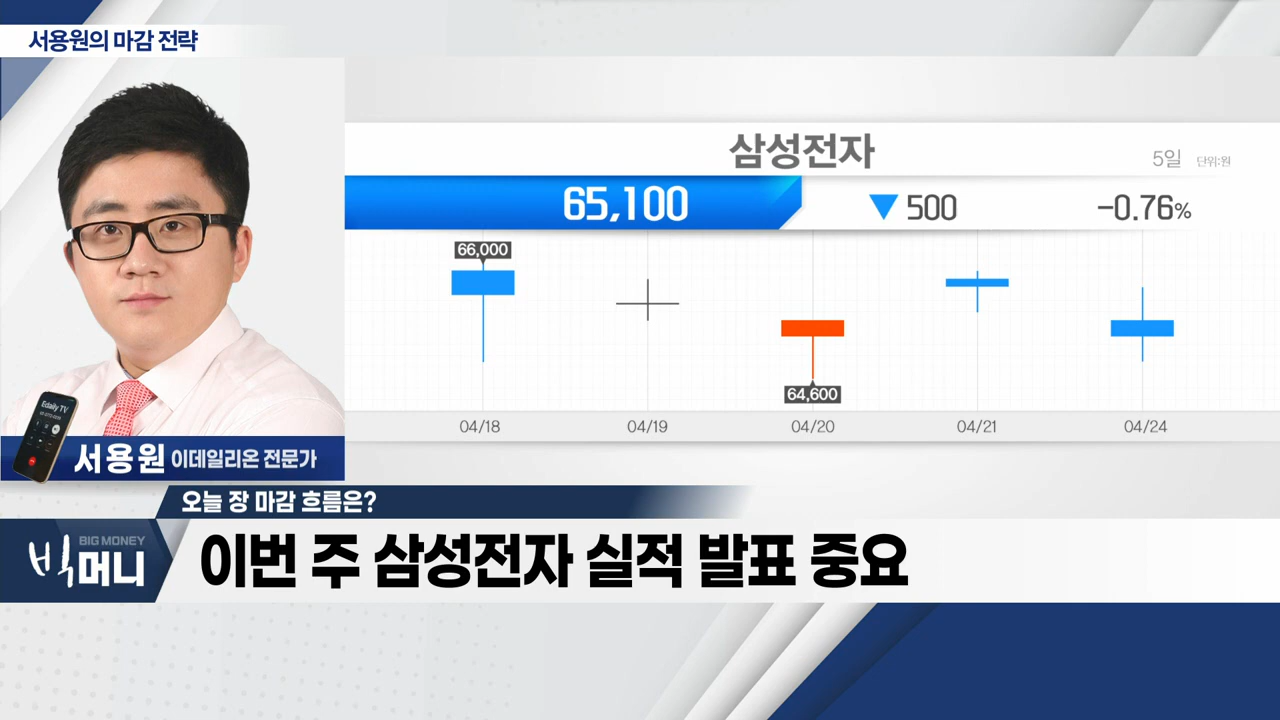 서용원의 마감 전략
삼성전자
5일 단위:원
65,100 ▼ 500 -0.76%
66,000
64,600
04/18 04/19 04/20 04/21 04/24
Edaily TV
서용원 이데일리온 전문가
오늘 장 마감 흐름은?
BIG MONEY
빅머니
이번 주 삼성전자 실적 발표 중요